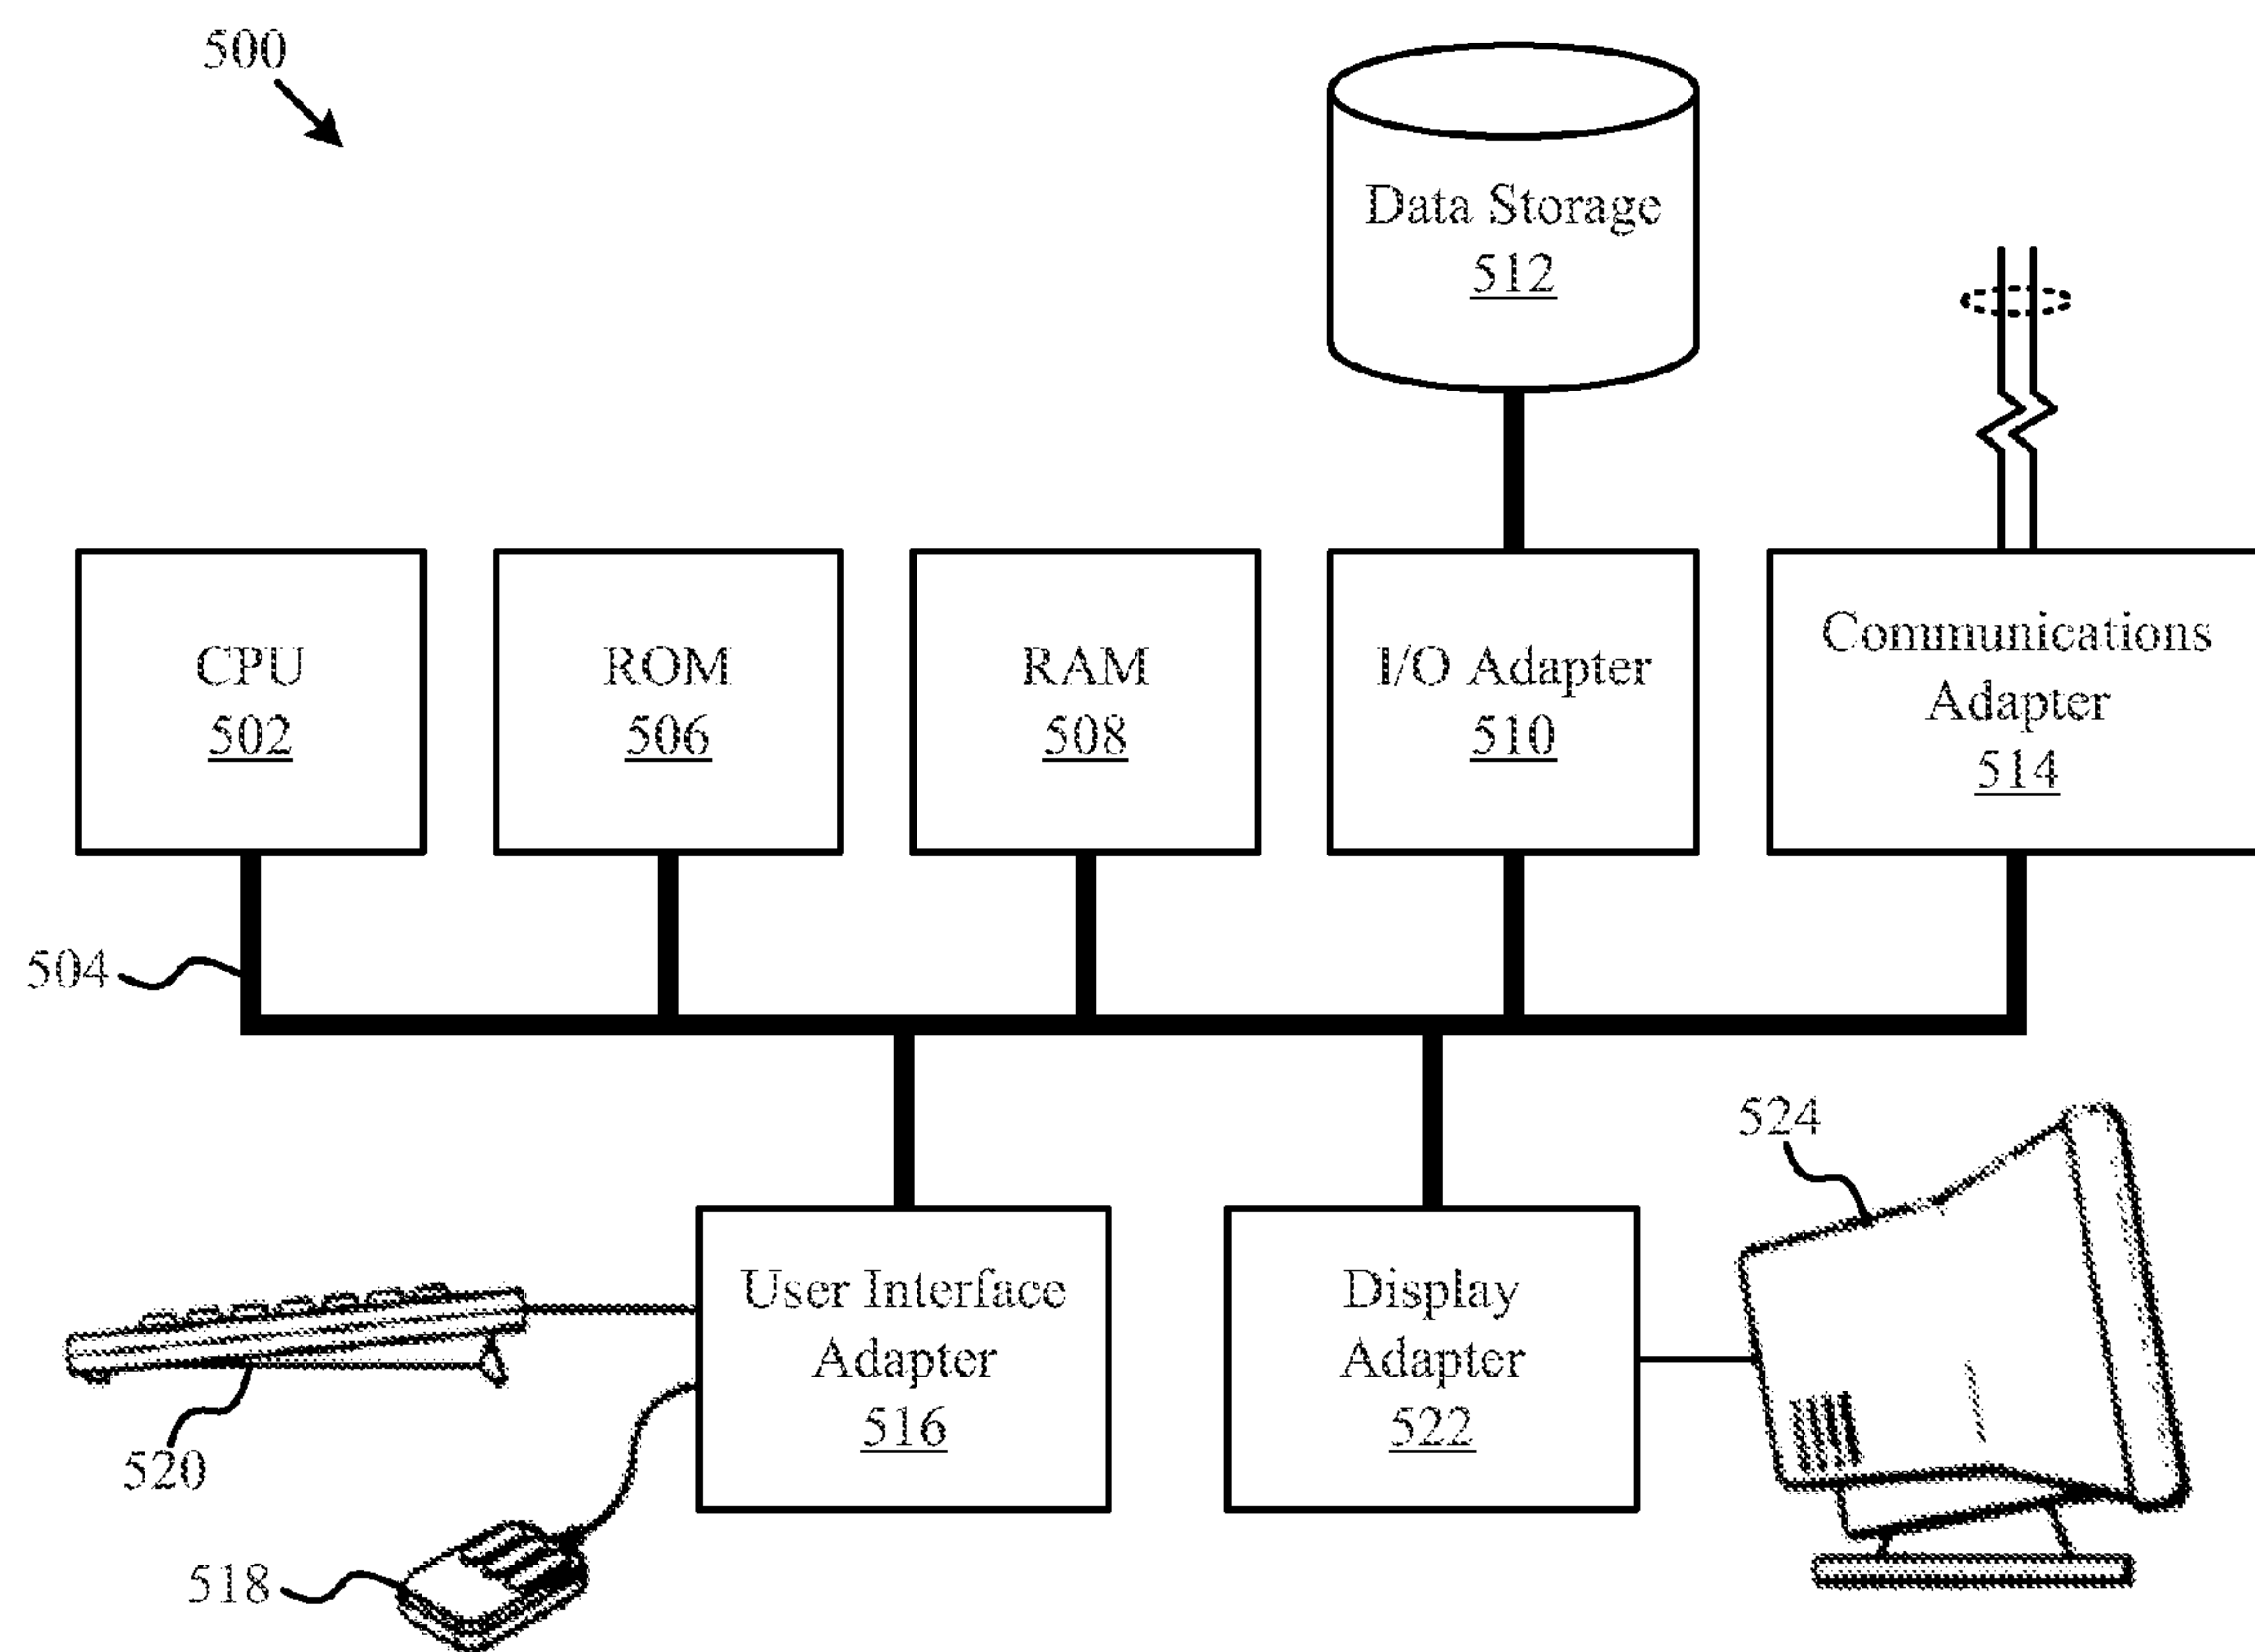 500
Data Storage
512
CPU
502
ROM
506
RAM
508
I/O Adapter
510
Communications
Adapter
514
504
524
User Interface
Adapter
516
Display
Adapter
522
520
518